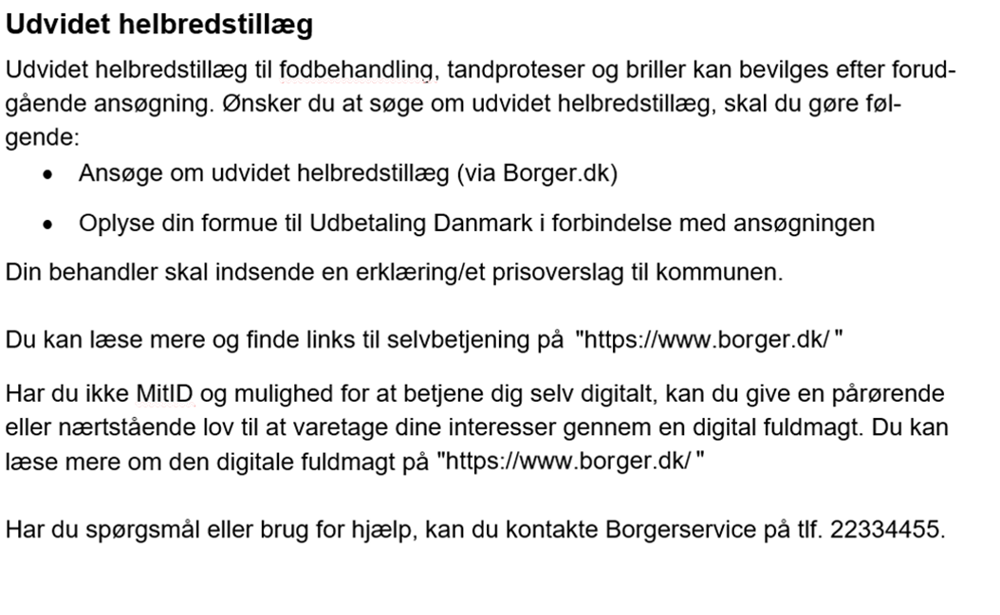 Udvidet helbredstillæg
Udvidet helbredstillæg til fodbehandling, tandproteser og briller kan bevilges efter forud-
gående ansøgning. Ønsker du at søge om udvidet helbredstillæg, skal du gøre føl-
gende:
• Ansøge om udvidet helbredstillæg (via Borger.dk)
• Oplyse din formue til Udbetaling Danmark i forbindelse med ansøgningen
Din behandler skal indsende en erklæring/et prisoverslag til kommunen.
Du kan læse mere og finde links til selvbetjening på "https://www.borger.dk/ "
Har du ikke MitID og mulighed for at betjene dig selv digitalt, kan du give en pårørende
eller nærtstående lov til at varetage dine interesser gennem en digital fuldmagt. Du kan
læse mere om den digitale fuldmagt på "https://www.borger.dk/ "
Har du spørgsmål eller brug for hjælp, kan du kontakte Borgerservice på tlf. 22334455.